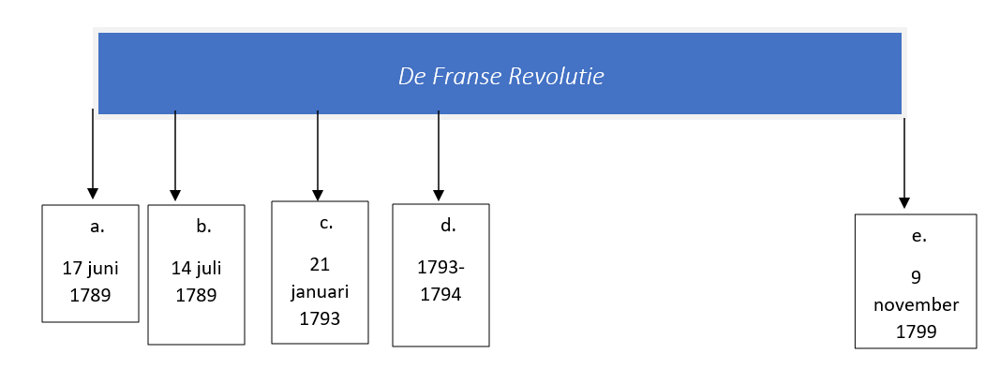 De Franse Revolutie
a.
17 juni
1789
b.
14 juli
1789
c.
21
januari
1793
d.
1793-
1794
e.
9
november
1799